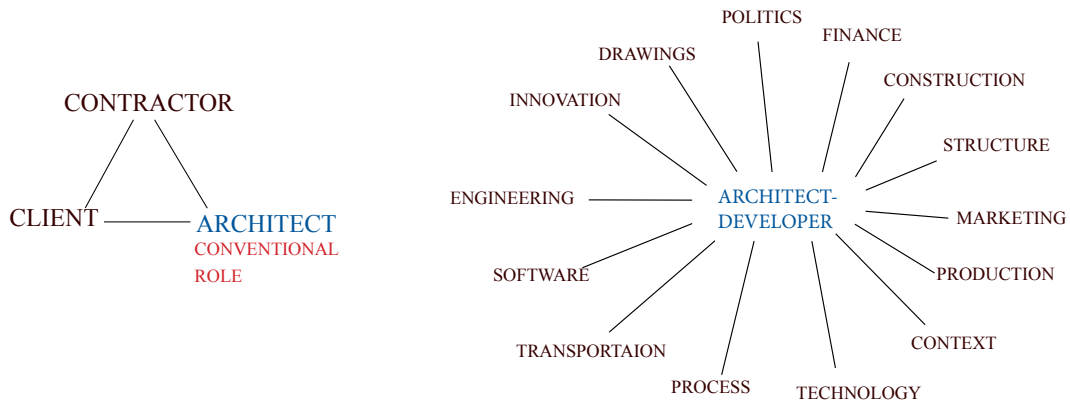 CONTRACTOR
CLIENT
ARCHITECT
CONVENTIONAL
ROLE
POLITICS
FINANCE
DRAWINGS
CONSTRUCTION
INNOVATION
STRUCTURE
ENGINEERING
ARCHITECT-
DEVELOPER
MARKETING
SOFTWARE
PRODUCTION
TRANSPORTAION
CONTEXT
PROCESS
TECHNOLOGY